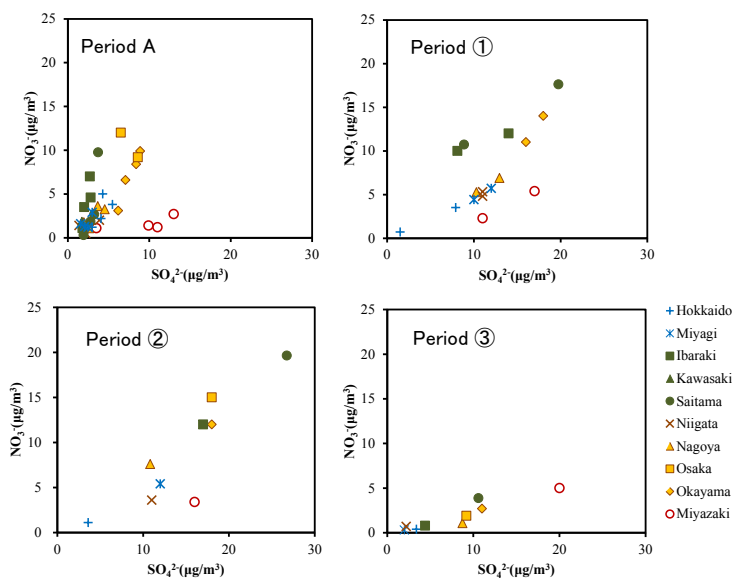 Period A
NO₃⁻(μg/m³)
25
20
15
10
5
0
0
10
20
30
SO₄²⁻(μg/m³)
Period ①
NO₃⁻(μg/m³)
25
20
15
10
5
0
0
10
20
30
SO₄²⁻(μg/m³)
Period ②
NO₃⁻(μg/m³)
25
20
15
10
5
0
0
10
20
30
SO₄²⁻(μg/m³)
Period ③
NO₃⁻(μg/m³)
25
20
15
10
5
0
0
10
20
30
SO₄²⁻(μg/m³)
Hokkaido
Miyagi
Ibaraki
Kawasaki
Saitama
Niigata
Nagoya
Osaka
Okayama
Miyazaki